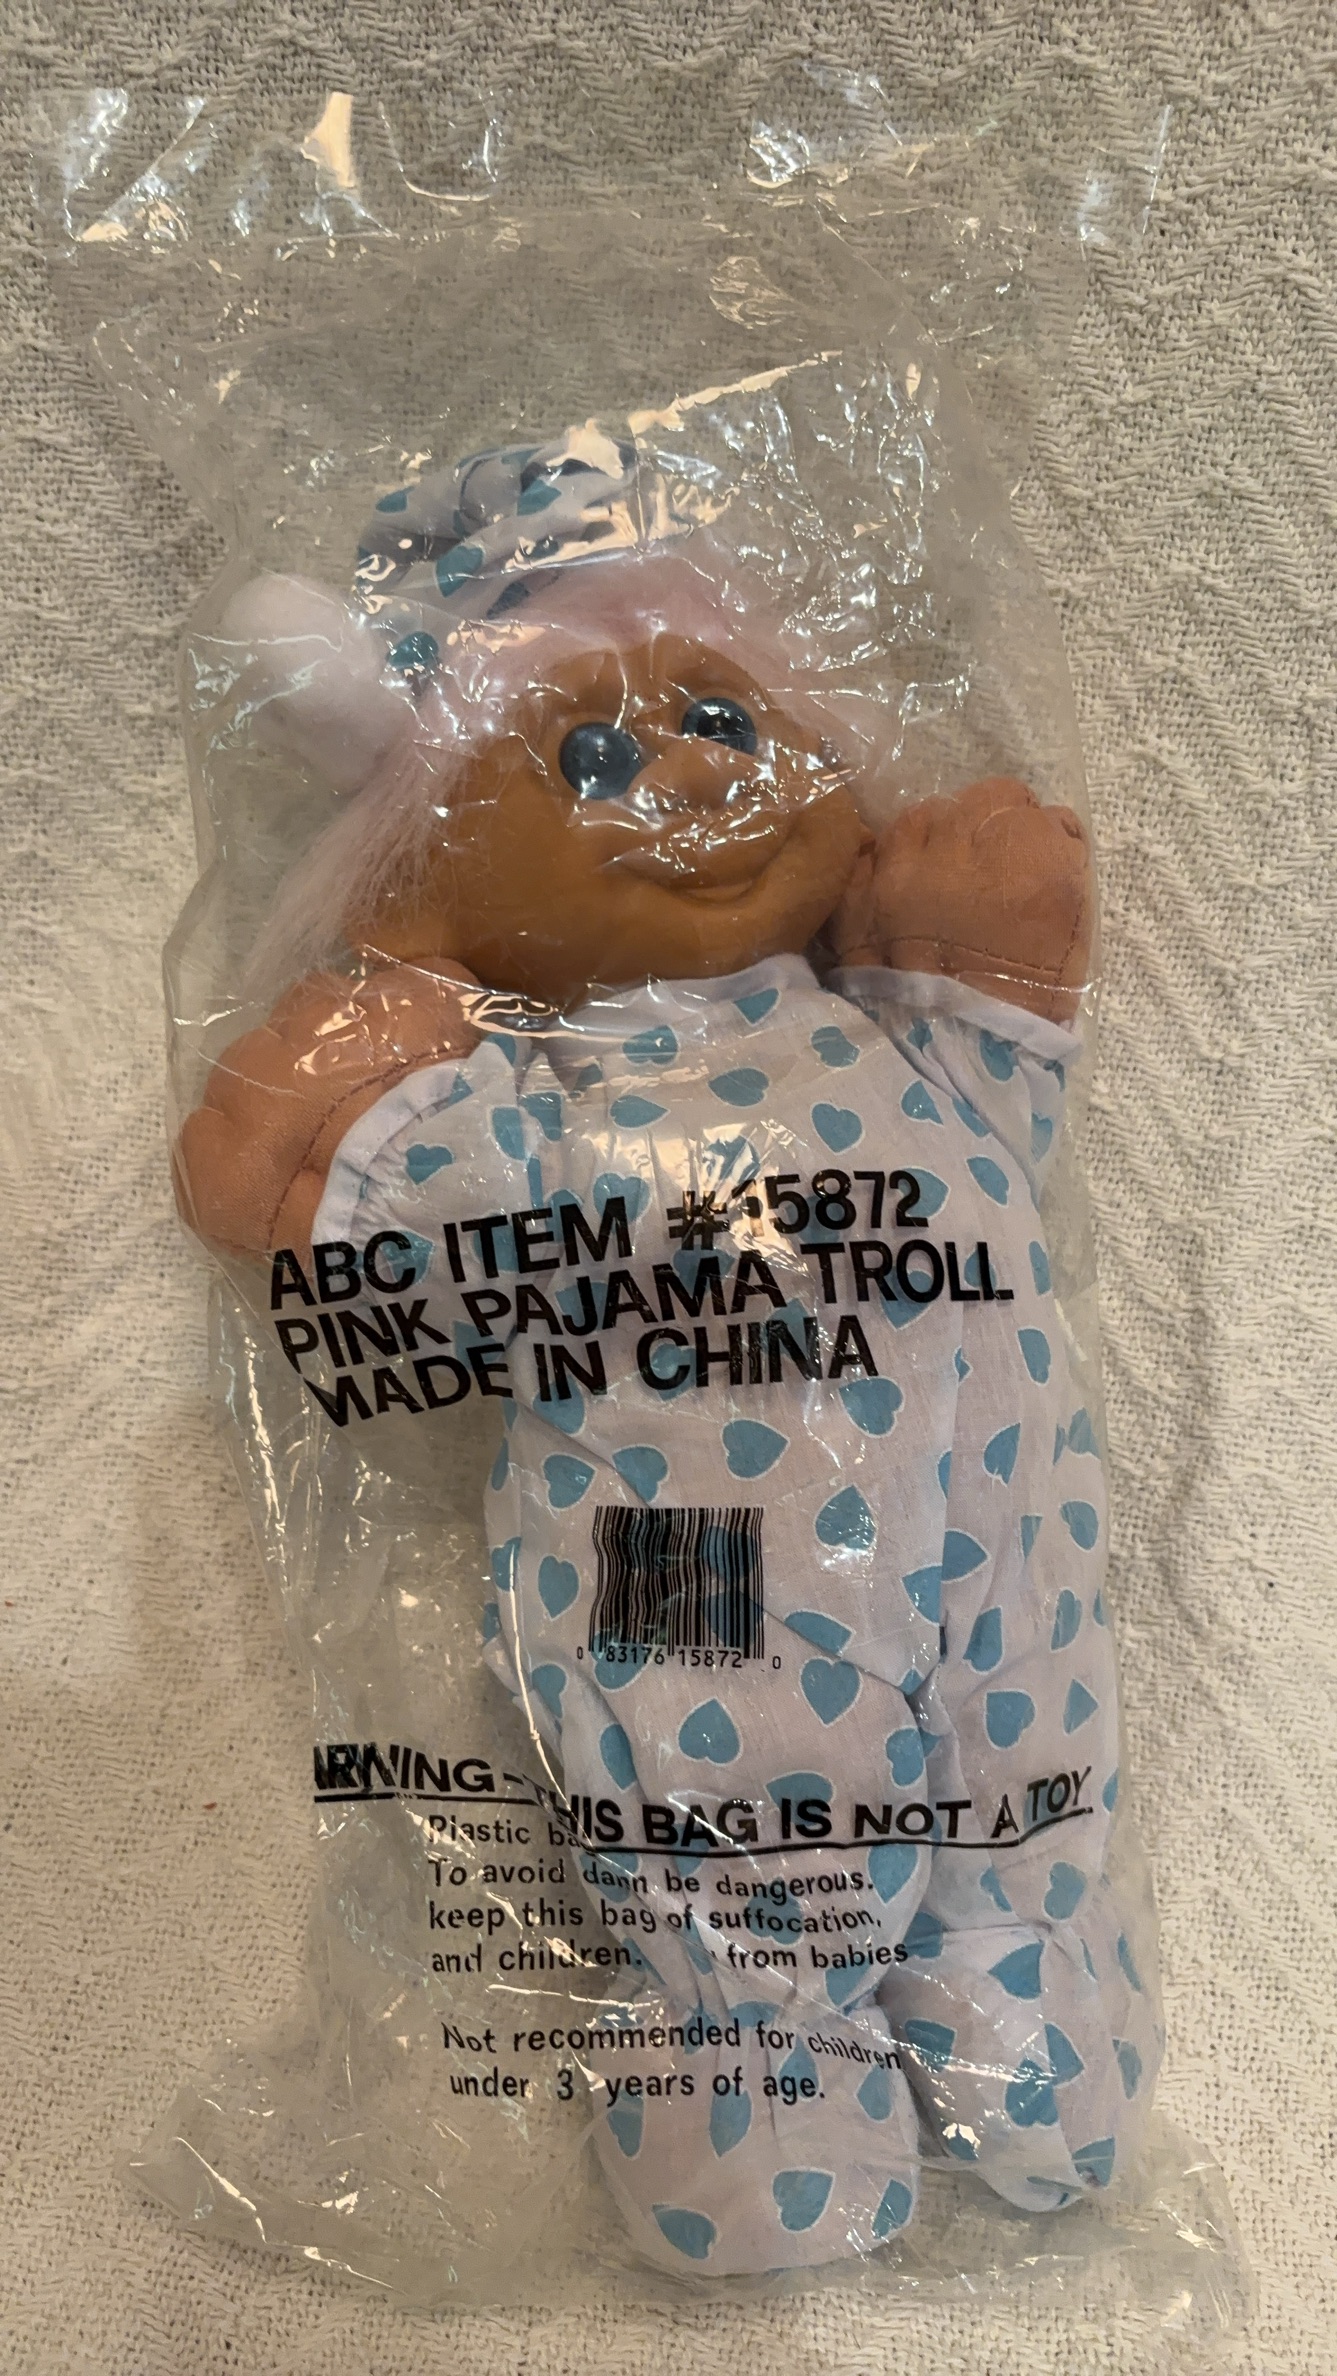 ABC ITEM #15872
PINK PAJAMA TROLL
MADE IN CHINA
0 83176 15872 0
THIS BAG IS NOT A TOY
Plastic be dangerous.
To avoid of suffocation,
keep this bag from babies
and children.
Not recommended for children
under 3 years of age.